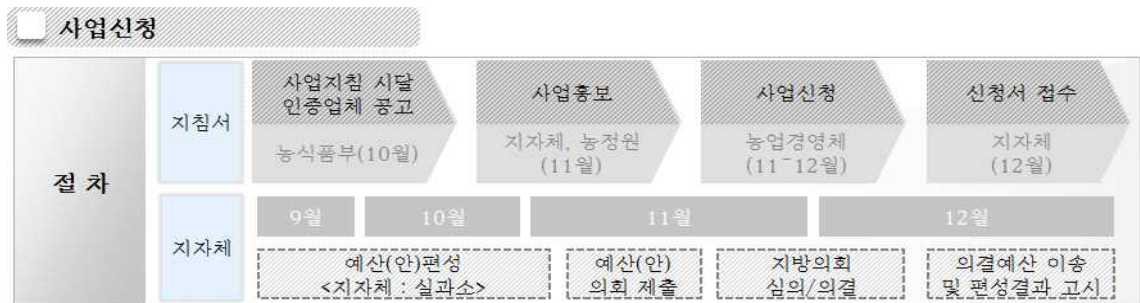 사업신청
절 차
지침서
사업지침 시달
인증업체 공고
농식품부(10월)
사업홍보
지자체, 농정원
(11월)
사업신청
농업경영체
(11~12월)
신청서 접수
지자체
(12월)
지자체
9월
10월
11월
12월
예산(안)편성
<지자체 : 실과소>
예산(안)
의회 제출
지방의회
심의/의결
의결예산 이송
및 편성결과 고시